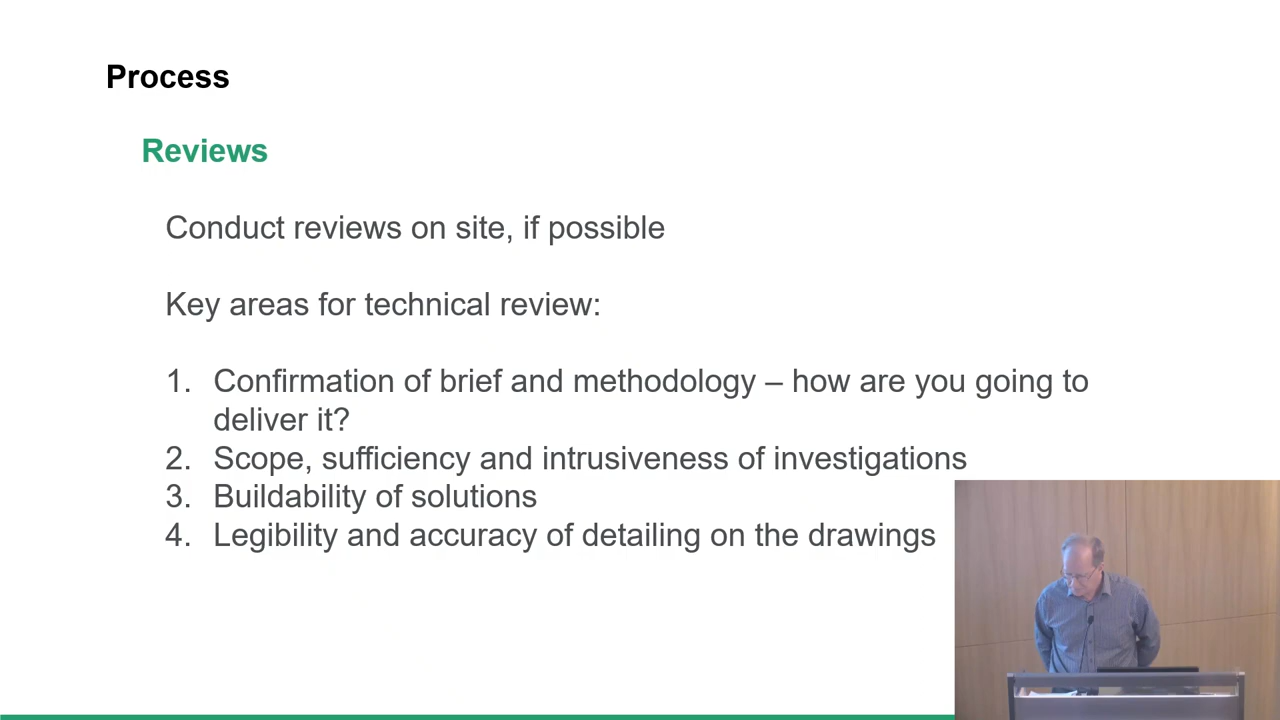 Process
Reviews
Conduct reviews on site, if possible
Key areas for technical review:
1. Confirmation of brief and methodology – how are you going to
deliver it?
2. Scope, sufficiency and intrusiveness of investigations
3. Buildability of solutions
4. Legibility and accuracy of detailing on the drawings